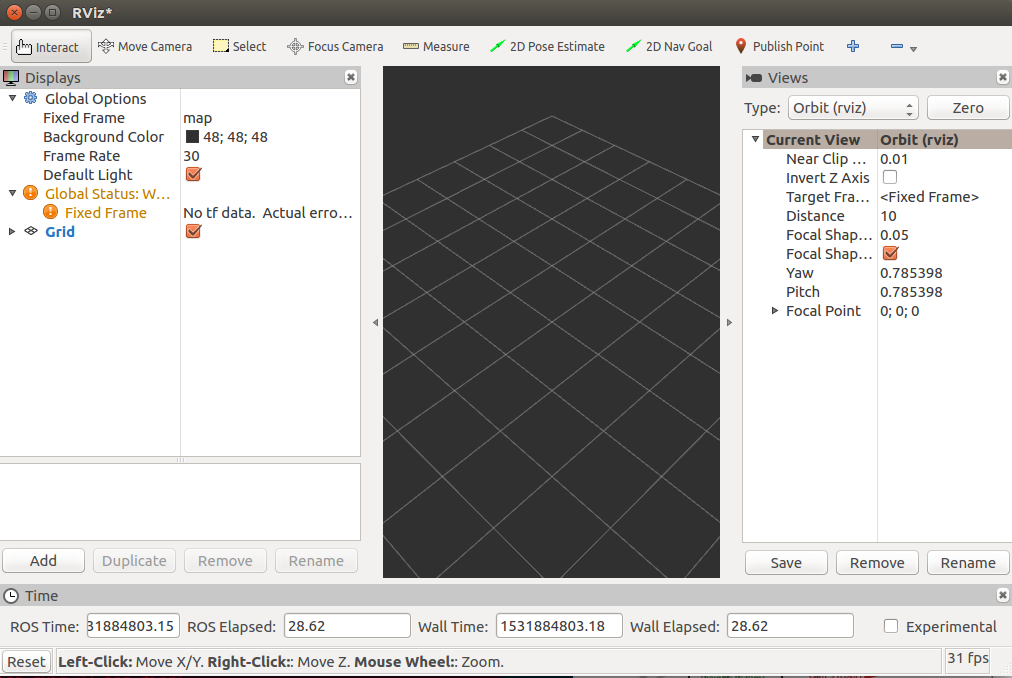 RViz*
Interact Move Camera Select Focus Camera Measure 2D Pose Estimate 2D Nav Goal Publish Point
Displays
Global Options
Fixed Frame map
Background Color 48; 48; 48
Frame Rate 30
Default Light
Global Status: W...
Fixed Frame No tf data.  Actual erro...
Grid
Add Duplicate Remove Rename
Views
Type: Orbit (rviz) Zero
Current View Orbit (rviz)
Near Clip ... 0.01
Invert Z Axis
Target Fra... <Fixed Frame>
Distance 10
Focal Shap... 0.05
Focal Shap...
Yaw 0.785398
Pitch 0.785398
Focal Point 0; 0; 0
Save Remove Rename
Time
ROS Time: 31884803.15 ROS Elapsed: 28.62 Wall Time: 1531884803.18 Wall Elapsed: 28.62 Experimental
Reset Left-Click: Move X/Y. Right-Click:: Move Z. Mouse Wheel:: Zoom. 31 fps